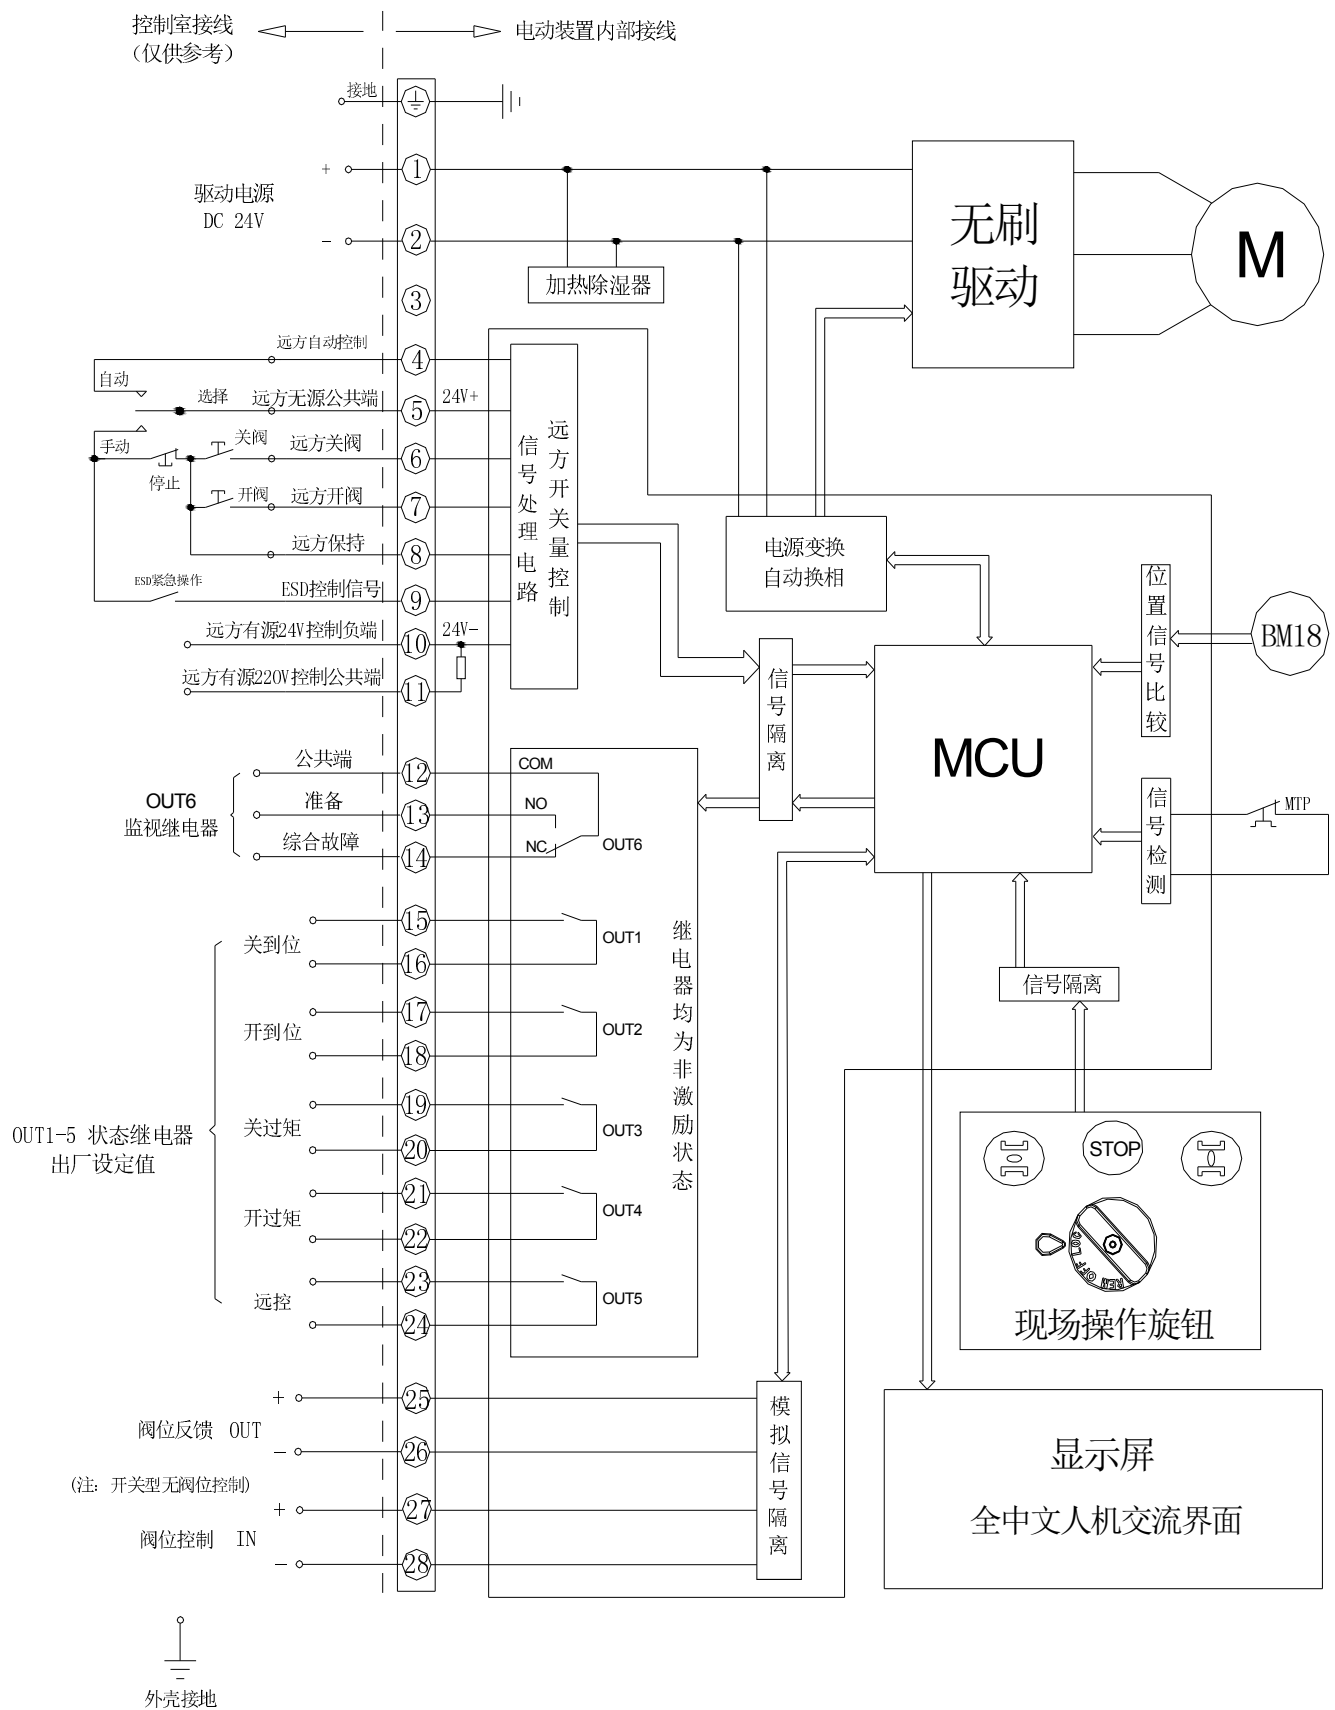 控制室接线
（仅供参考）
电动装置内部接线
接地
驱动电源
DC 24V
+
1
−
2
加热除湿器
无刷
驱动
M
3
远方自动控制
4
自动
选择
远方无源公共端
5
24V+
手动
停止
关阀
远方关阀
6
开阀
远方开阀
7
远方保持
8
ESD紧急操作
ESD控制信号
9
远方有源24V控制负端
10
24V-
远方有源220V控制公共端
11
远方开关量控制
信号处理电路
电源变换
自动换相
位置信号比较
BM18
信号隔离
MCU
信号检测
MTP
OUT6
监视继电器
公共端
12
COM
准备
13
NO
综合故障
14
NC
OUT6
OUT1-5 状态继电器
出厂设定值
关到位
15
16
OUT1
开到位
17
18
OUT2
关过矩
19
20
OUT3
开过矩
21
22
OUT4
远控
23
24
OUT5
继电器均为非激励状态
信号隔离
STOP
LOC OFF REM
现场操作旋钮
阀位反馈 OUT
+
25
−
26
(注: 开关型无阀位控制)
阀位控制 IN
+
27
−
28
模拟信号隔离
显示屏
全中文人机交流界面
外壳接地